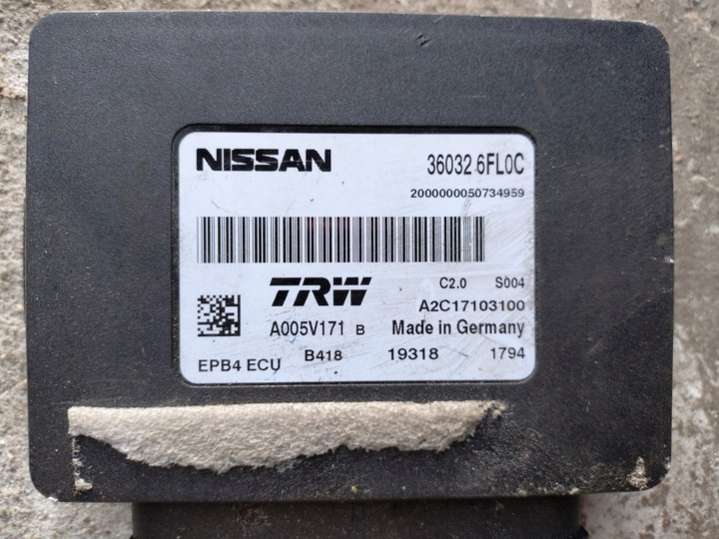 NISSAN 36032 6FL0C
2000000050734959
TRW C2.0 S004
A2C17103100
A005V171 B Made in Germany
EPB4 ECU B418 19318 1794